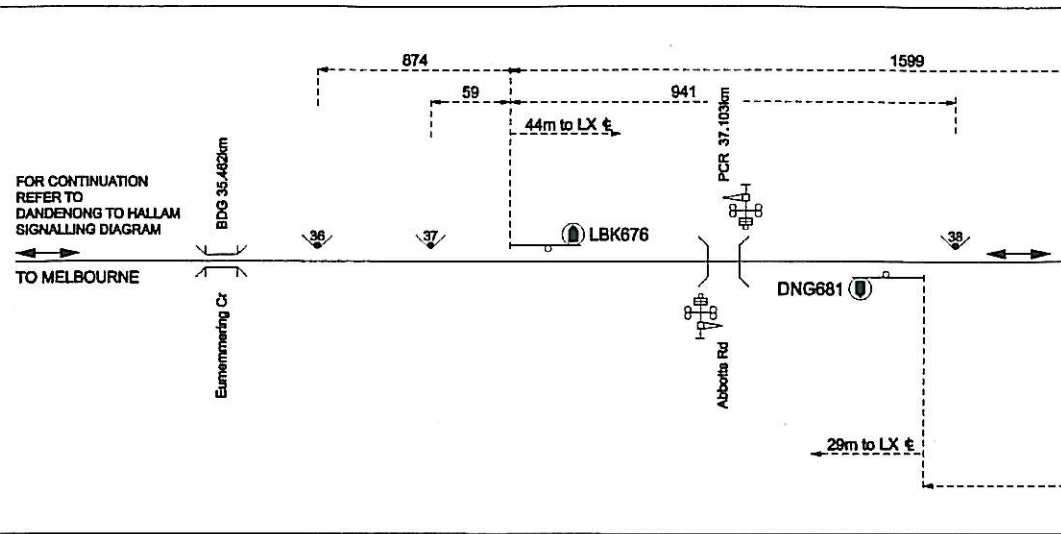 874
1599
59
941
44m to LX ℄
PCR 37.103km
BDG 35.462km
FOR CONTINUATION
REFER TO
DANDENONG TO HALLAM
SIGNALLING DIAGRAM
36
37
LBK676
38
TO MELBOURNE
DNG681
Eumemmering Cr
Abbotts Rd
29m to LX ℄